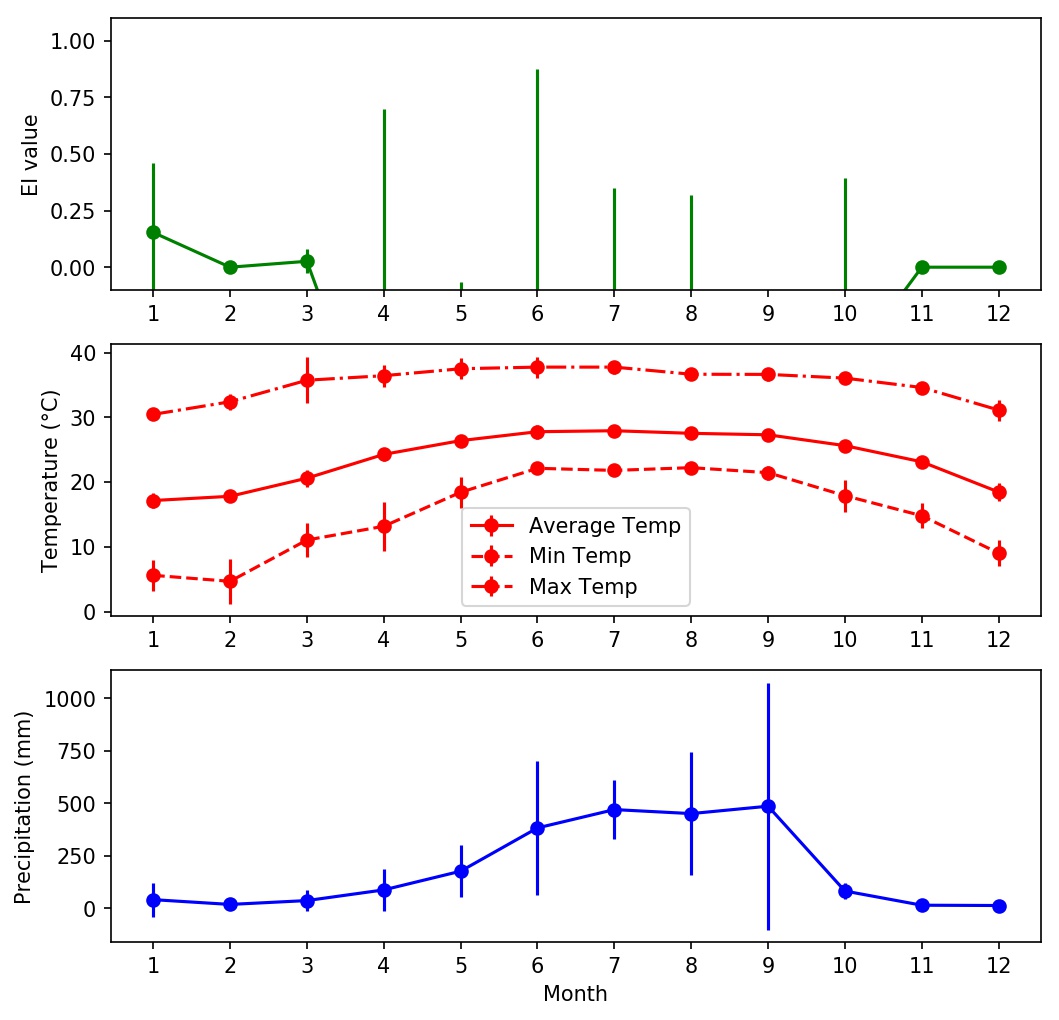 1.00
0.75
0.50
0.25
0.00
EI value
1 2 3 4 5 6 7 8 9 10 11 12
40
30
20
10
0
Temperature (°C)
Average Temp
Min Temp
Max Temp
1 2 3 4 5 6 7 8 9 10 11 12
1000
750
500
250
0
Precipitation (mm)
1 2 3 4 5 6 7 8 9 10 11 12
Month